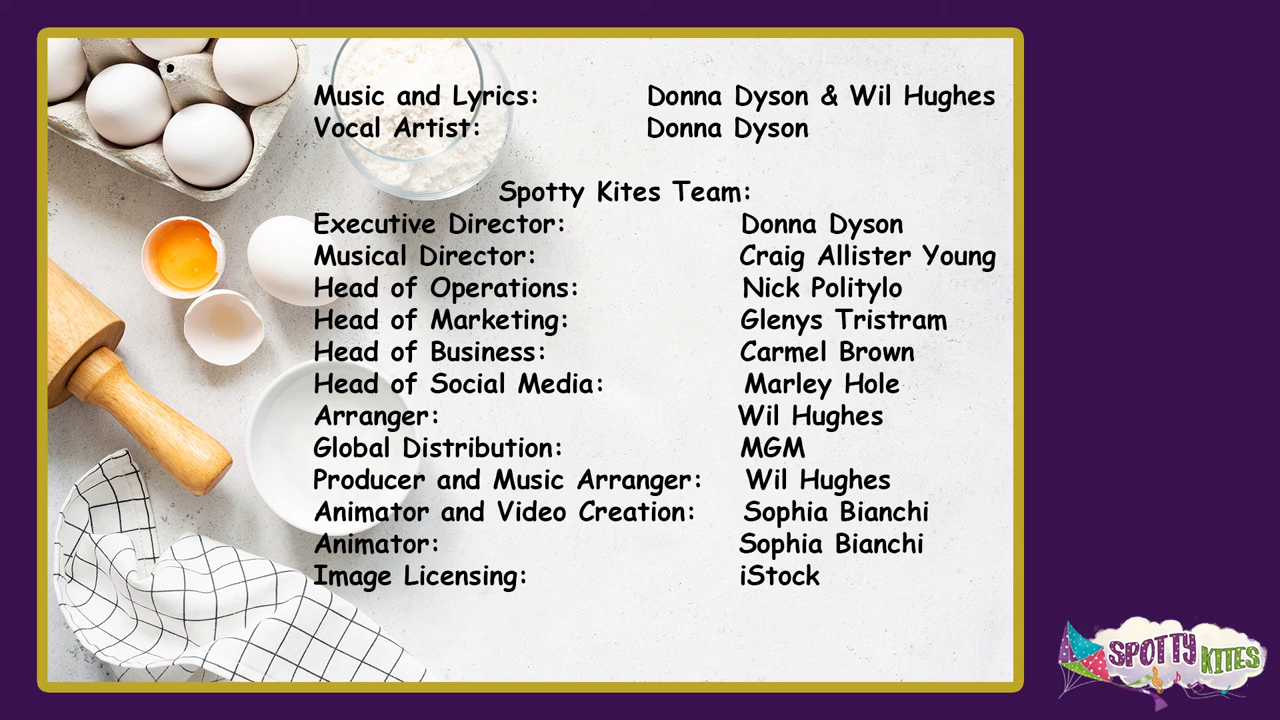 Music and Lyrics: Donna Dyson & Wil Hughes
Vocal Artist: Donna Dyson
Spotty Kites Team:
Executive Director: Donna Dyson
Musical Director: Craig Allister Young
Head of Operations: Nick Politylo
Head of Marketing: Glenys Tristram
Head of Business: Carmel Brown
Head of Social Media: Marley Hole
Arranger: Wil Hughes
Global Distribution: MGM
Producer and Music Arranger: Wil Hughes
Animator and Video Creation: Sophia Bianchi
Animator: Sophia Bianchi
Image Licensing: iStock
SPOTTY KITES